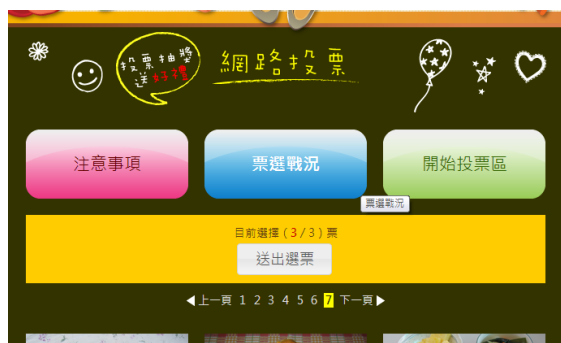 投票抽獎
送好禮
網路投票
注意事項
票選戰況
開始投票區
票選戰況
目前選擇(3/3)票
送出選票
◀上一頁 1 2 3 4 5 6 7 下一頁▶